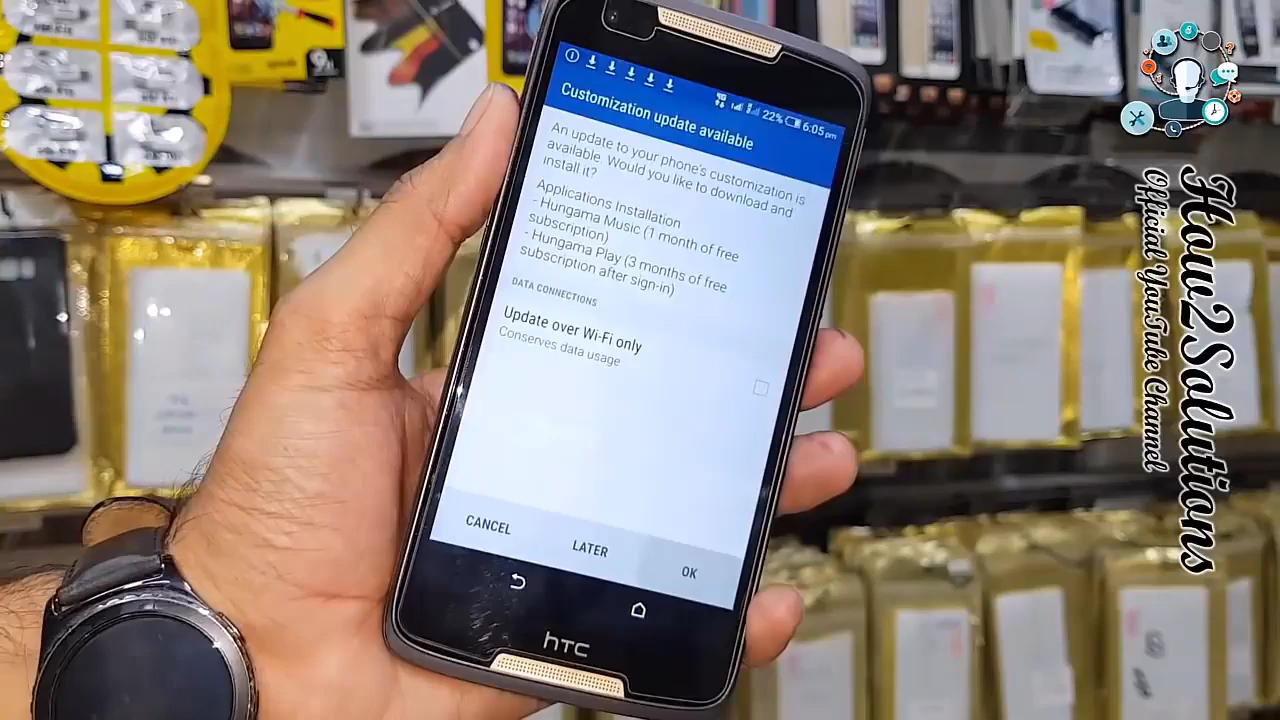 22% 6:05 pm
Customization update available
An update to your phone's customization is
available. Would you like to download and
install it?
Applications Installation
- Hungama Music (1 month of free
subscription)
- Hungama Play (3 months of free
subscription after sign-in)
DATA CONNECTIONS
Update over Wi-Fi only
Conserves data usage
CANCEL
LATER
OK
hTC
How2Solutions
Official YouTube Channel